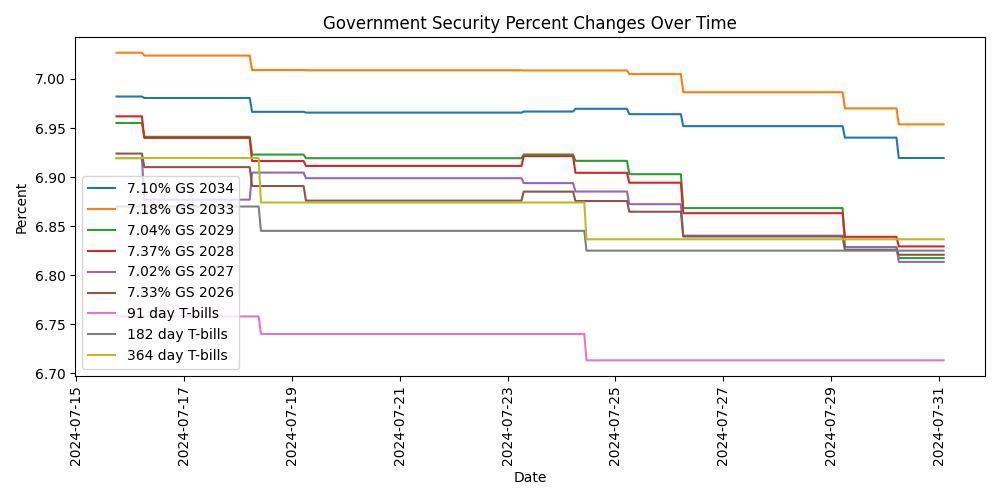 Government Security Percent Changes Over Time
Percent
7.00
6.95
6.90
6.85
6.80
6.75
6.70
7.10% GS 2034
7.18% GS 2033
7.04% GS 2029
7.37% GS 2028
7.02% GS 2027
7.33% GS 2026
91 day T-bills
182 day T-bills
364 day T-bills
2024-07-15
2024-07-17
2024-07-19
2024-07-21
2024-07-23
2024-07-25
2024-07-27
2024-07-29
2024-07-31
Date